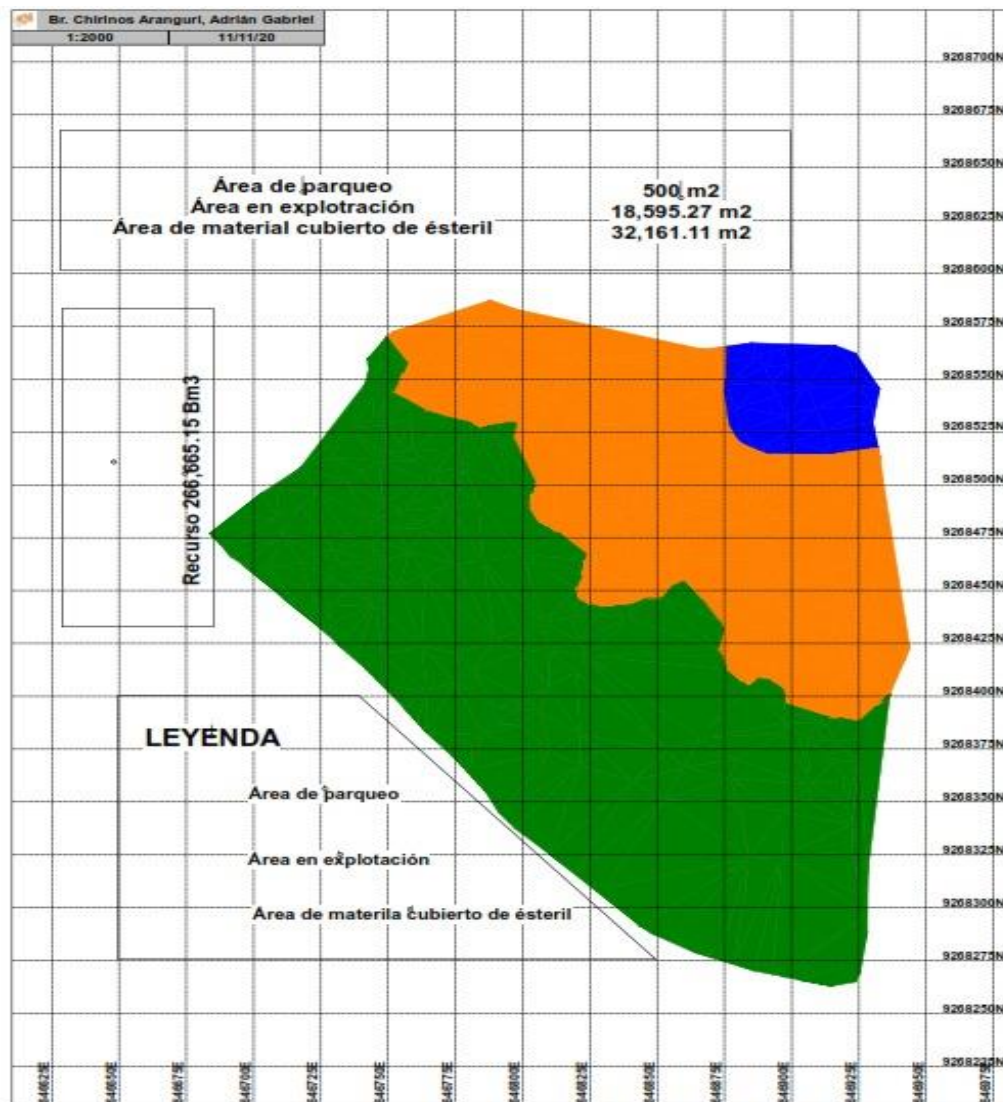 Br. Chirinos Aranguri, Adrián Gabriel
1:2000 11/11/20
9268700N
9268675N
9268650N
9268625N
9268600N
9268575N
9268550N
9268525N
9268500N
9268475N
9268450N
9268425N
9268400N
9268375N
9268350N
9268325N
9268300N
9268275N
9268250N
9268225N
Área de parqueo 500 m2
Área en explotración 18,595.27 m2
Área de material cubierto de ésteril 32,161.11 m2
Recurso 266,665.15 Bm3
LEYENDA
Área de parqueo
Área en explotación
Área de materila cubierto de ésteril